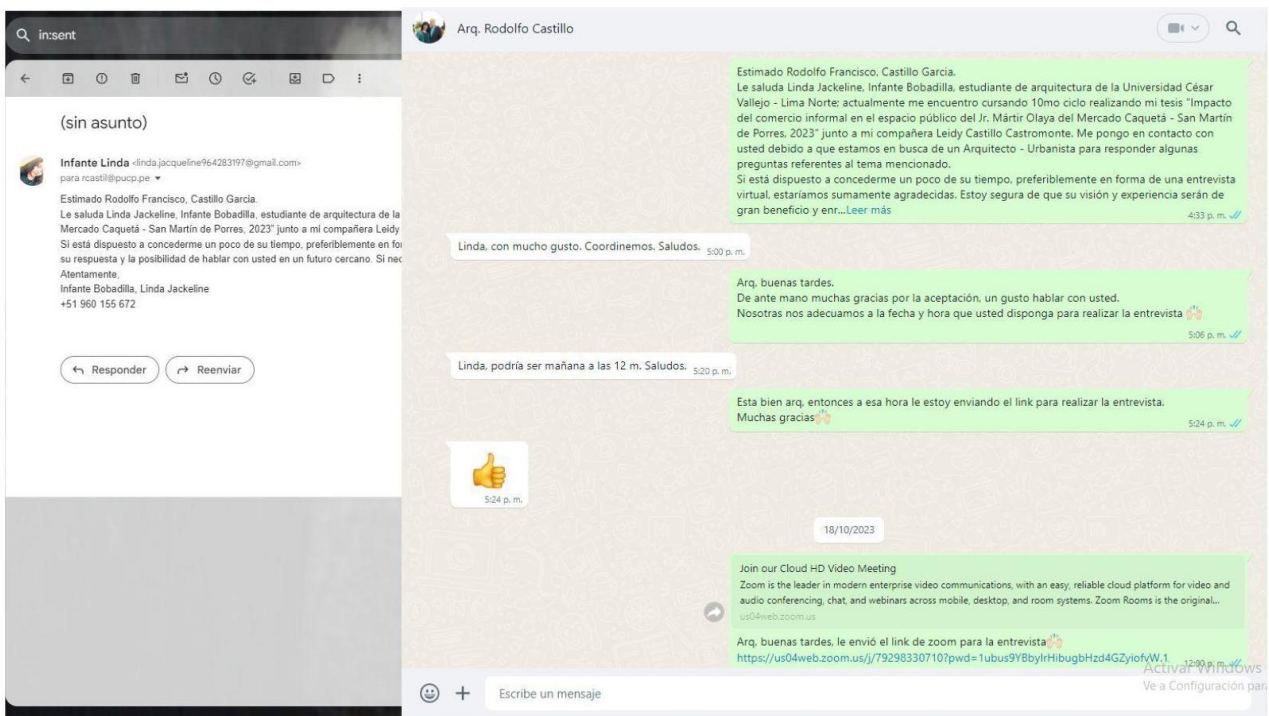 in:sent
(sin asunto)
Infante Linda <linda.jacqueline964283197@gmail.com>
para rcastil@pucp.pe
Estimado Rodolfo Francisco, Castillo Garcia.
Le saluda Linda Jackeline, Infante Bobadilla, estudiante de arquitectura de la
Mercado Caquetá - San Martín de Porres, 2023" junto a mi compañera Leidy
Si está dispuesto a concederme un poco de su tiempo, preferiblemente en fo
su respuesta y la posibilidad de hablar con usted en un futuro cercano. Si nec
Atentamente,
Infante Bobadilla, Linda Jackeline
+51 960 155 672
Responder
Reenviar
Arq. Rodolfo Castillo
Estimado Rodolfo Francisco, Castillo Garcia.
Le saluda Linda Jackeline, Infante Bobadilla, estudiante de arquitectura de la Universidad César
Vallejo - Lima Norte; actualmente me encuentro cursando 10mo ciclo realizando mi tesis "Impacto
del comercio informal en el espacio público del Jr. Mártir Olaya del Mercado Caquetá - San Martín
de Porres, 2023" junto a mi compañera Leidy Castillo Castromonte. Me pongo en contacto con
usted debido a que estamos en busca de un Arquitecto - Urbanista para responder algunas
preguntas referentes al tema mencionado.
Si está dispuesto a concederme un poco de su tiempo, preferiblemente en forma de una entrevista
virtual, estaríamos sumamente agradecidas. Estoy segura de que su visión y experiencia serán de
gran beneficio y enr...Leer más
4:33 p. m.
Linda, con mucho gusto. Coordinemos. Saludos. 5:00 p. m.
Arq, buenas tardes.
De ante mano muchas gracias por la aceptación, un gusto hablar con usted.
Nosotras nos adecuamos a la fecha y hora que usted disponga para realizar la entrevista 🙌🏻
5:06 p. m.
Linda, podría ser mañana a las 12 m. Saludos. 5:20 p. m.
Esta bien arq, entonces a esa hora le estoy enviando el link para realizar la entrevista.
Muchas gracias🙌🏻
5:24 p. m.
👍
5:24 p. m.
18/10/2023
Join our Cloud HD Video Meeting
Zoom is the leader in modern enterprise video communications, with an easy, reliable cloud platform for video and
audio conferencing, chat, and webinars across mobile, desktop, and room systems. Zoom Rooms is the original...
us04web.zoom.us
Arq, buenas tardes, le envió el link de zoom para la entrevista🙌🏻
https://us04web.zoom.us/j/79298330710?pwd=1ubus9YBbylrHibugbHzd4GZyiofvW.1
12:00 p. m.
Activar Windows
Ve a Configuración para
Escribe un mensaje